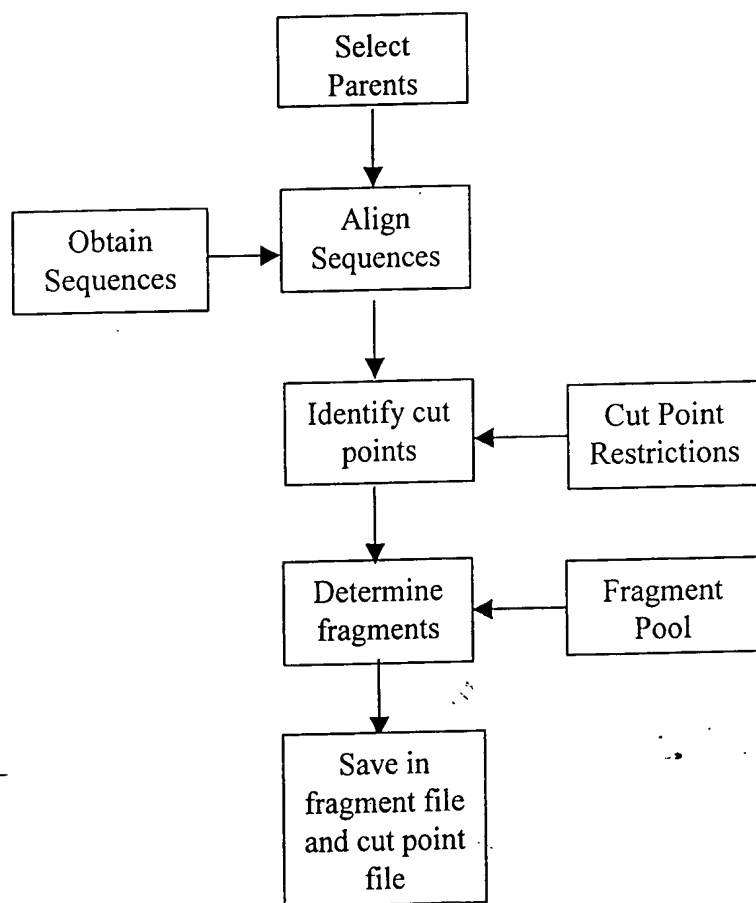 Select
Parents
Obtain
Sequences
Align
Sequences
Identify cut
points
Cut Point
Restrictions
Determine
fragments
Fragment
Pool
Save in
fragment file
and cut point
file